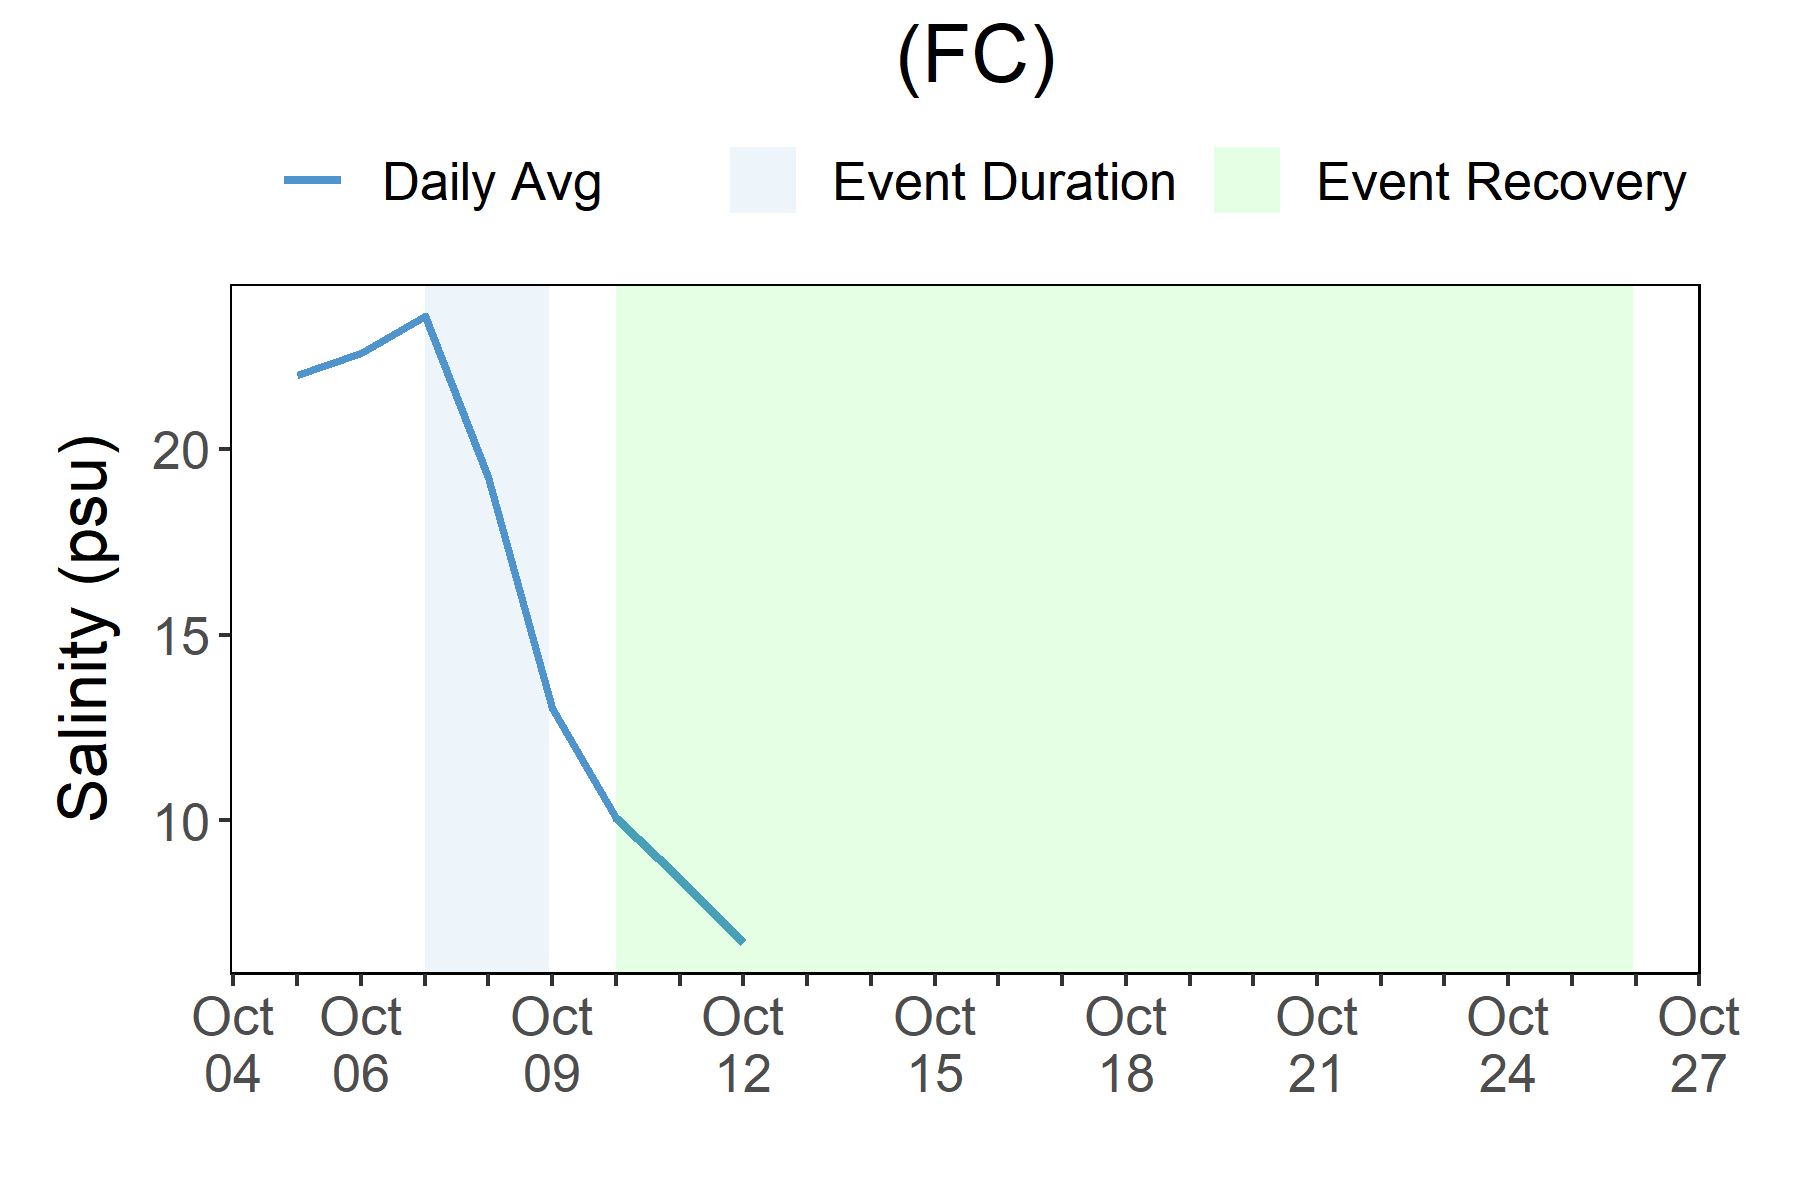 (FC)
Daily Avg Event Duration Event Recovery
Salinity (psu)
20
15
10
Oct Oct Oct Oct Oct Oct Oct Oct Oct
04 06 09 12 15 18 21 24 27